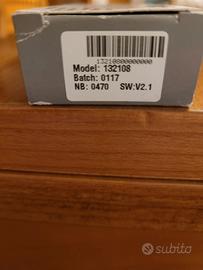 13210800000000
Model: 132108
Batch: 0117
NB: 0470 SW:V2.1
subito